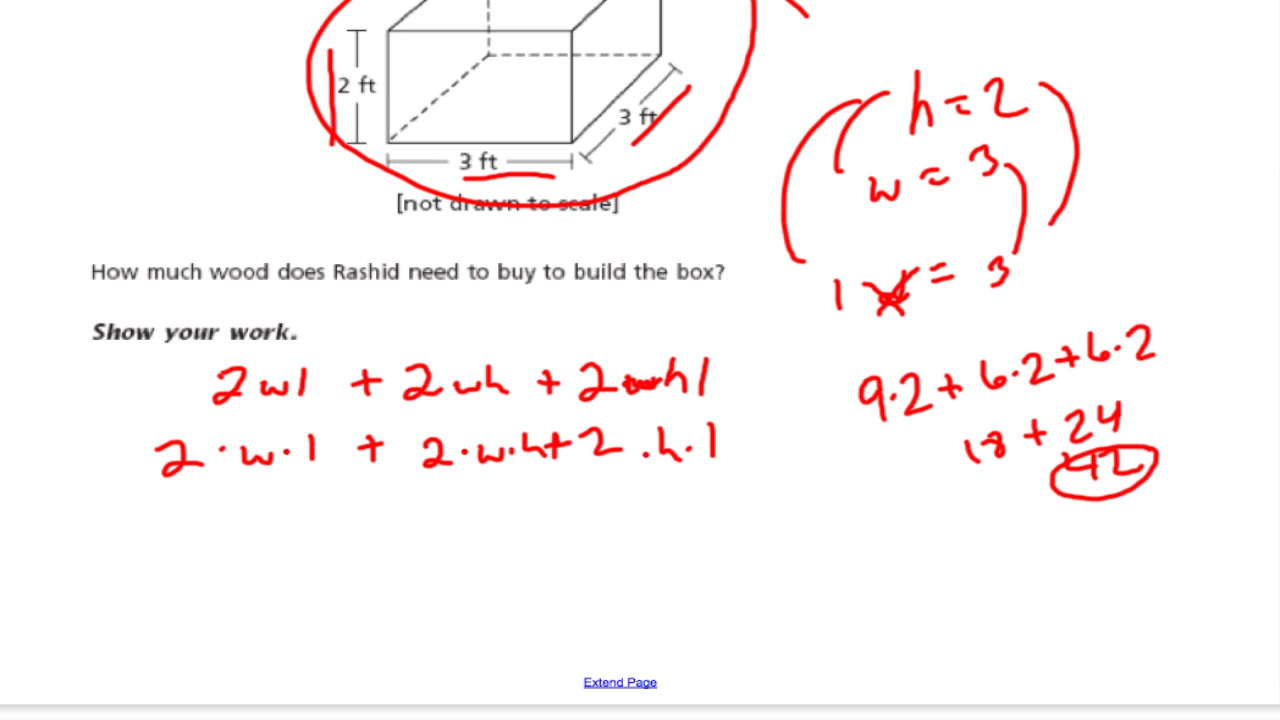 2 ft
3 ft
3 ft
[not drawn to scale]
h = 2
w = 3
l = 3
How much wood does Rashid need to buy to build the box?
Show your work.
2wl + 2wh + 2hl
2·w·l + 2·w·h+2·h·l
9·2+6·2+6·2
18+24
42
Extend Page